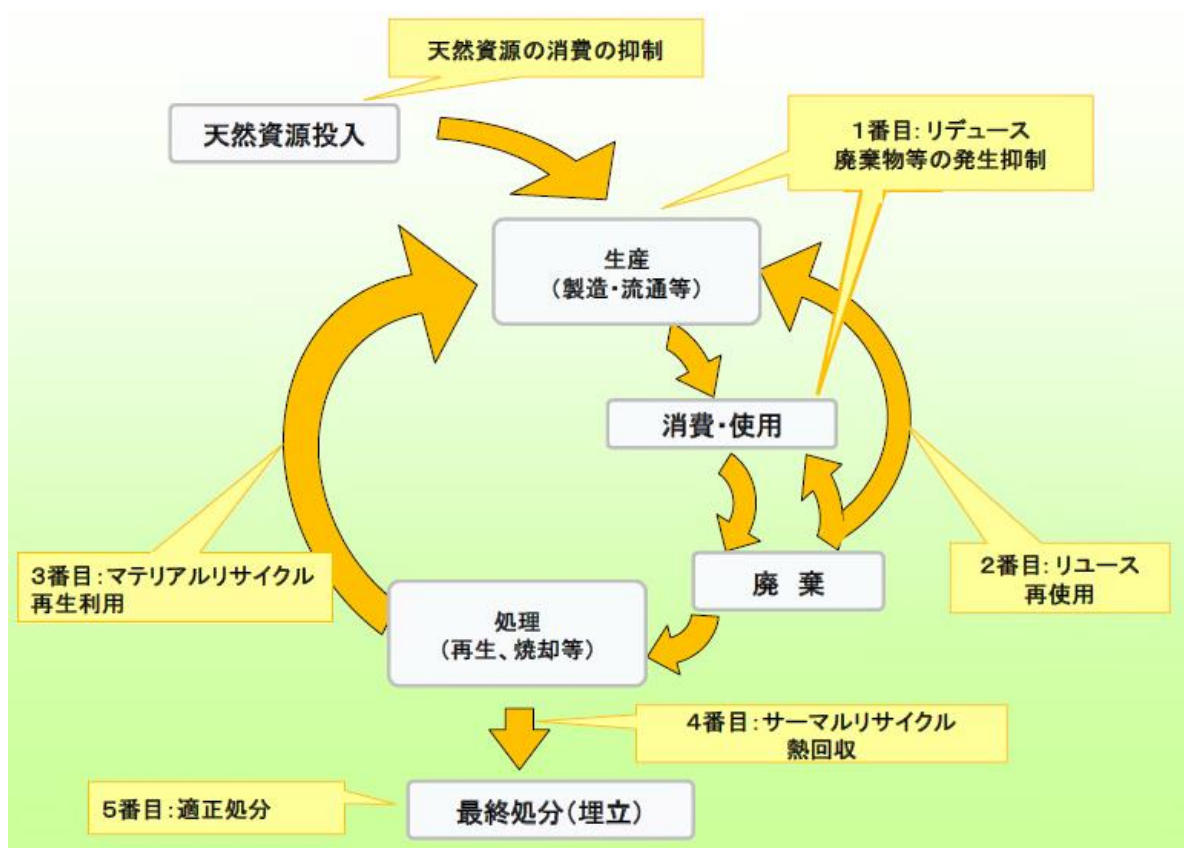 天然資源の消費の抑制
天然資源投入
1番目：リデュース
廃棄物等の発生抑制
生産
（製造・流通等）
消費・使用
廃　棄
2番目：リユース
再使用
3番目：マテリアルリサイクル
再生利用
処理
（再生、焼却等）
4番目：サーマルリサイクル
熱回収
5番目：適正処分
最終処分（埋立）